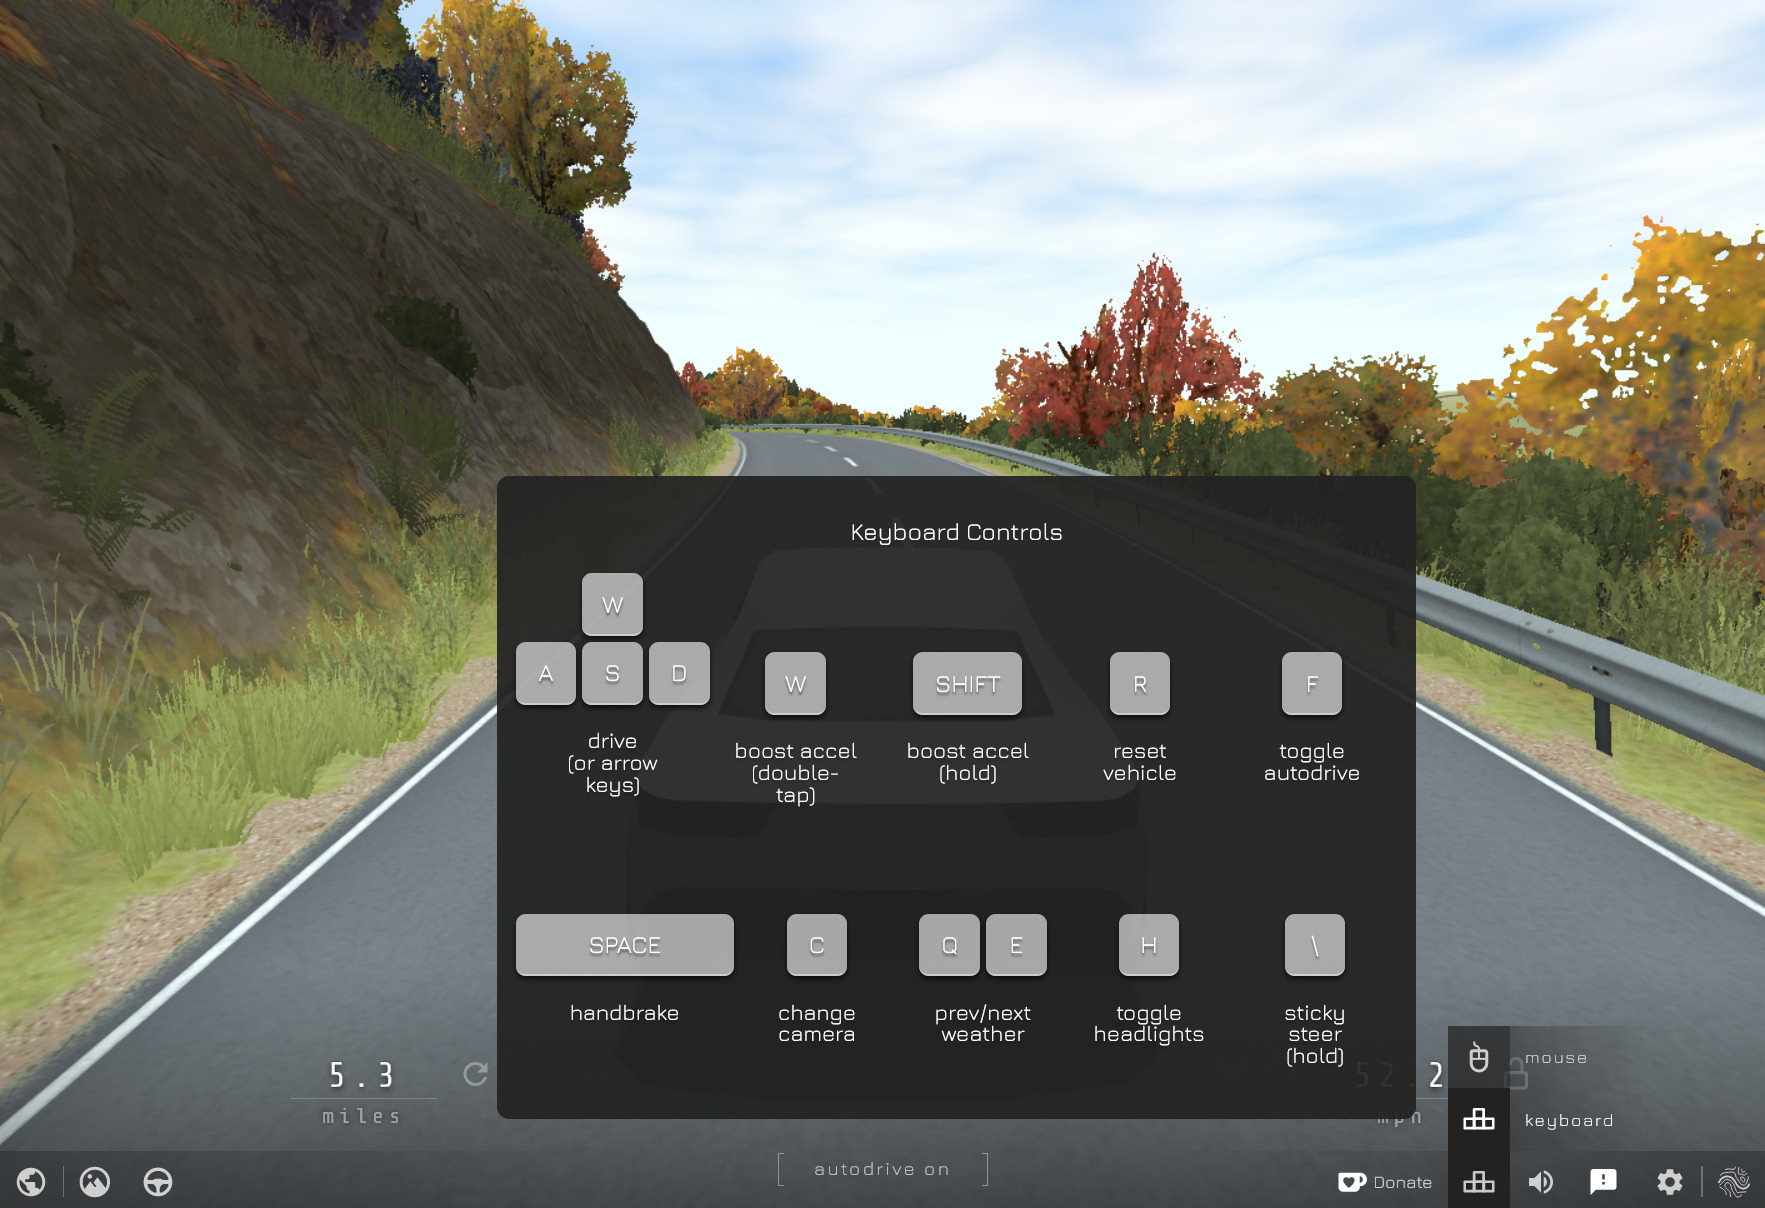 Keyboard Controls
W
A S D
drive
(or arrow
keys)
W
boost accel
(double-
tap)
SHIFT
boost accel
(hold)
R
reset
vehicle
F
toggle
autodrive
SPACE
handbrake
C
change
camera
Q E
prev/next
weather
H
toggle
headlights
\
sticky
steer
(hold)
5.3
miles
52.2
mph
mouse
keyboard
autodrive on
Donate